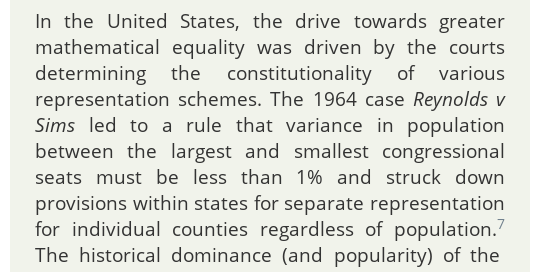 In the United States, the drive towards greater
mathematical equality was driven by the courts
determining the constitutionality of various
representation schemes. The 1964 case Reynolds v
Sims led to a rule that variance in population
between the largest and smallest congressional
seats must be less than 1% and struck down
provisions within states for separate representation
for individual counties regardless of population.7
The historical dominance (and popularity) of the